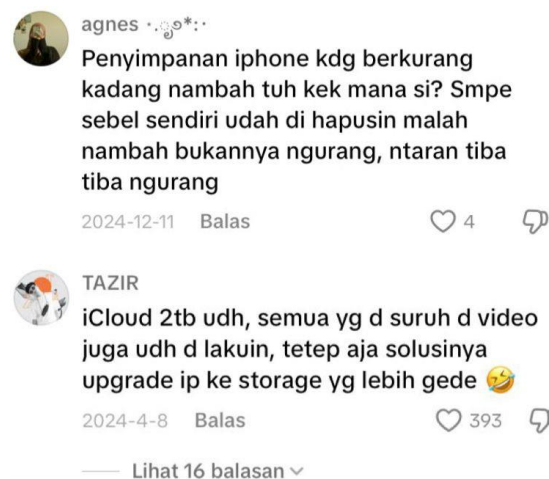 agnes ⋆.ೃ࿔*:･
Penyimpanan iphone kdg berkurang
kadang nambah tuh kek mana si? Smpe
sebel sendiri udah di hapusin malah
nambah bukannya ngurang, ntaran tiba
tiba ngurang
2024-12-11 Balas 4
TAZIR
iCloud 2tb udh, semua yg d suruh d video
juga udh d lakuin, tetep aja solusinya
upgrade ip ke storage yg lebih gede 🤣
2024-4-8 Balas 393
Lihat 16 balasan